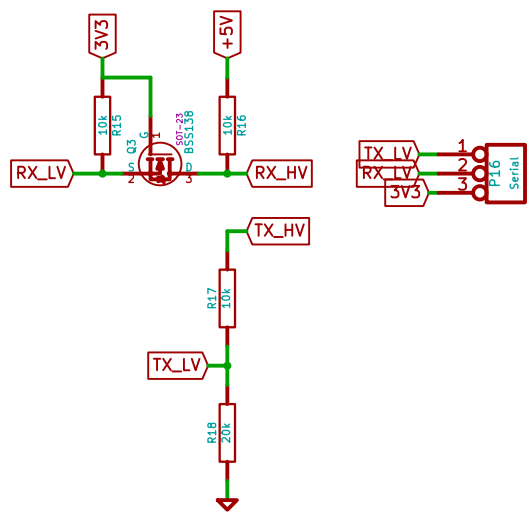 3V3
+5V
10k
R15
Q3
G
1
SOT-23
BSS138
10k
R16
RX_LV
S
2
D
3
RX_HV
TX_LV
1
RX_LV
2
3V3
3
P16
Serial
TX_HV
R17
10k
TX_LV
R18
20k